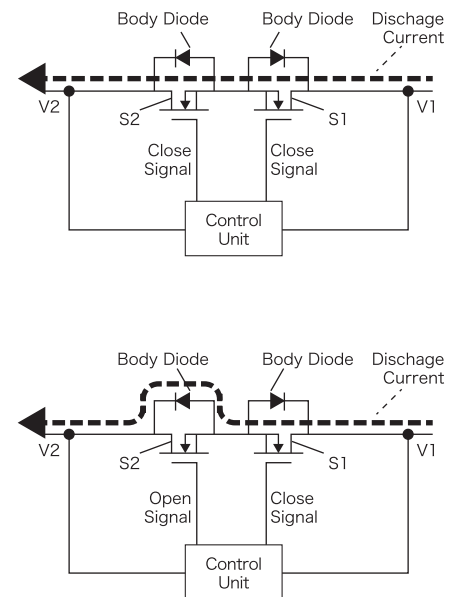 Body Diode
Body Diode
Dischage
Current
V2
S2
S1
V1
Close
Signal
Close
Signal
Control
Unit
Body Diode
Body Diode
Dischage
Current
V2
S2
S1
V1
Open
Signal
Close
Signal
Control
Unit